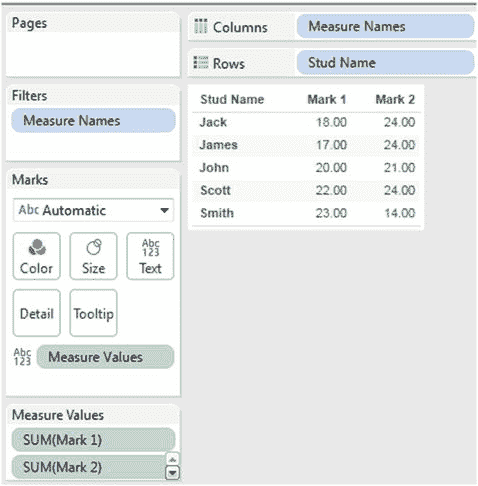 Pages
Columns Measure Names
Rows Stud Name
Filters
Measure Names
Marks
Abc Automatic
Color Size Abc 123 Text
Detail Tooltip
Abc 123 Measure Values
Measure Values
SUM(Mark 1)
SUM(Mark 2)
Stud Name Mark 1 Mark 2
Jack 18.00 24.00
James 17.00 24.00
John 20.00 21.00
Scott 22.00 24.00
Smith 23.00 14.00